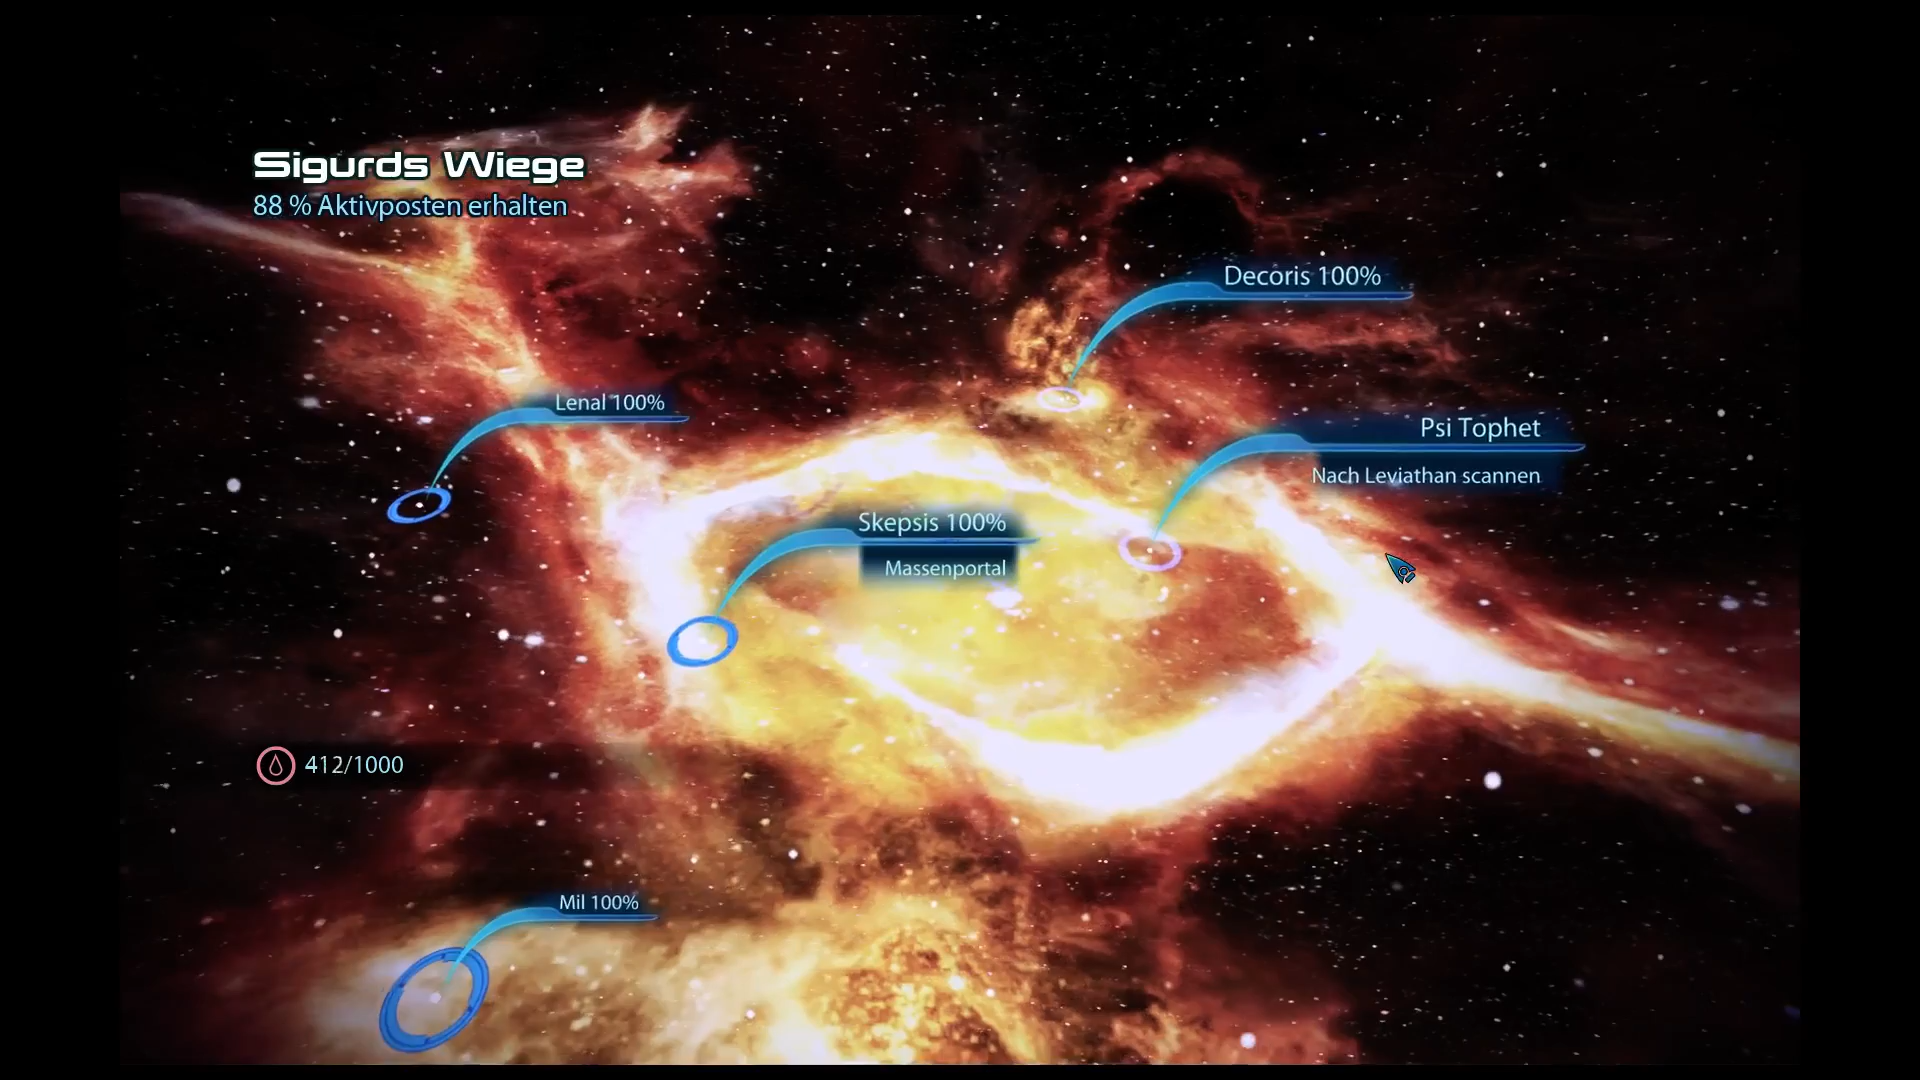 Sigurds Wiege
88 % Aktivposten erhalten
Decoris 100%
Lenal 100%
Psi Tophet
Nach Leviathan scannen
Skepsis 100%
Massenportal
412/1000
Mil 100%